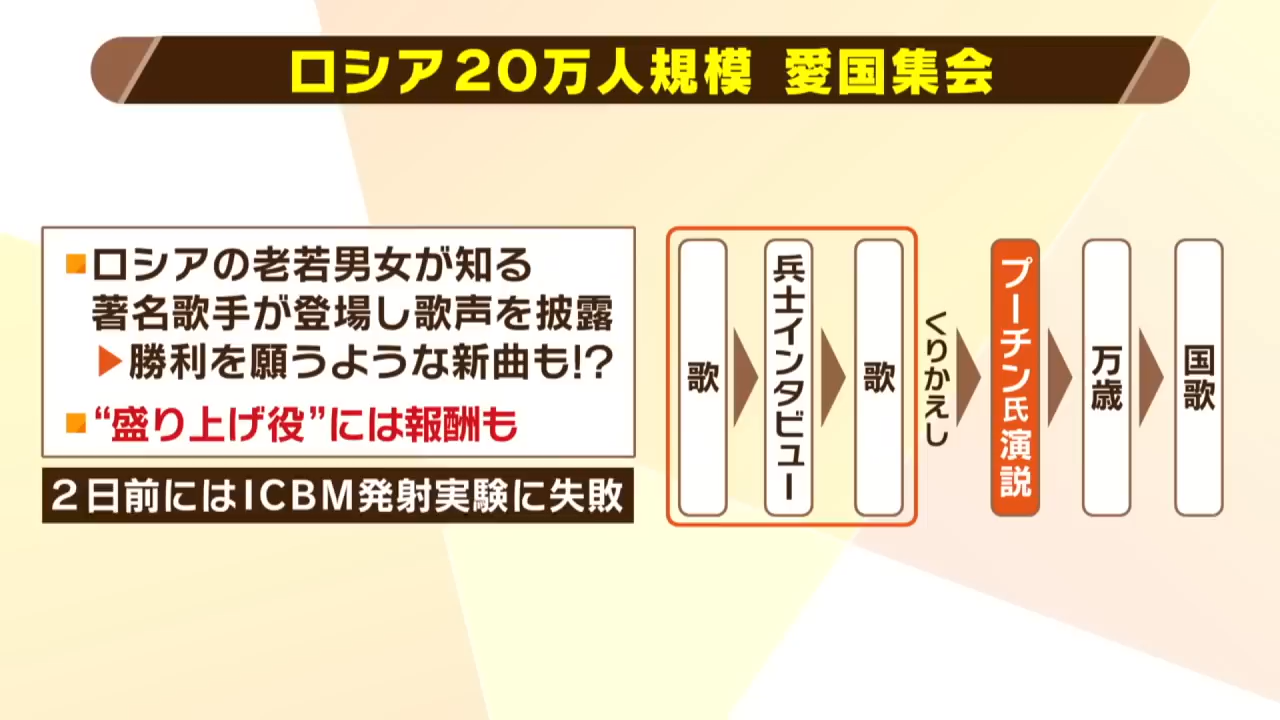 ロシア20万人規模 愛国集会
■ロシアの老若男女が知る
著名歌手が登場し歌声を披露
▶勝利を願うような新曲も!?
■“盛り上げ役”には報酬も
2日前にはICBM発射実験に失敗
歌
兵士インタビュー
歌
くりかえし
プーチン氏演説
万歳
国歌